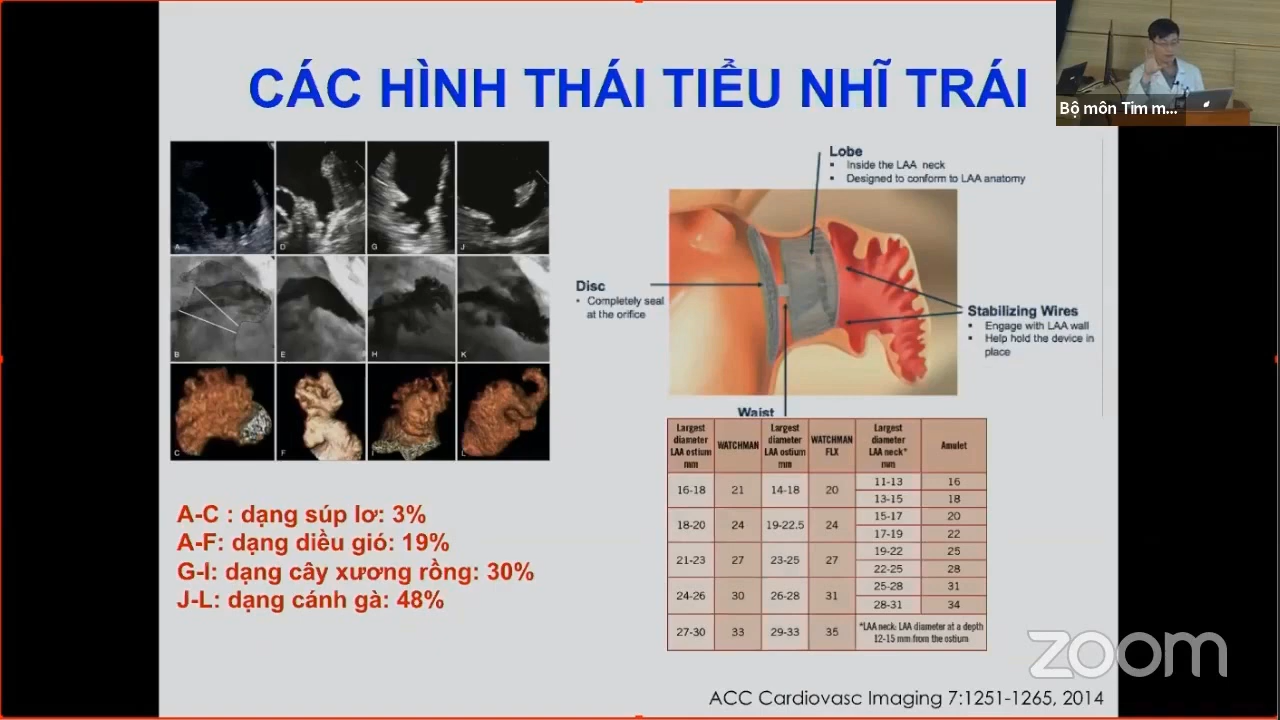 CÁC HÌNH THÁI TIỂU NHĨ TRÁI
Bộ môn Tim m...
A
D
G
J
B
E
H
K
C
F
I
L
A-C : dạng súp lơ: 3%
A-F: dạng diều gió: 19%
G-I: dạng cây xương rồng: 30%
J-L: dạng cánh gà: 48%
Lobe
▪ Inside the LAA neck
▪ Designed to conform to LAA anatomy
Disc
▪ Completely seal
at the orifice
Stabilizing Wires
▪ Engage with LAA wall
▪ Help hold the device in
place
Waist
Largest diameter LAA ostium mm WATCHMAN Largest diameter LAA ostium mm WATCHMAN FLX Largest diameter LAA neck* mm Amulet
16-18 21 14-18 20 11-13 16
13-15 18
18-20 24 19-22.5 24 15-17 20
17-19 22
21-23 27 23-25 27 19-22 25
22-25 28
24-26 30 26-28 31 25-28 31
28-31 34
27-30 33 29-33 35 *LAA neck: LAA diameter at a depth
12-15 mm from the ostium
zoom
ACC Cardiovasc Imaging 7:1251-1265, 2014